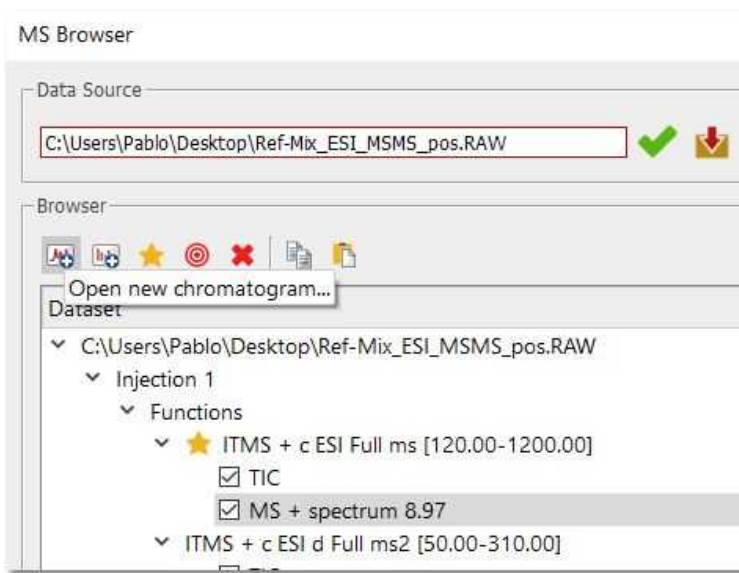 MS Browser
Data Source
C:\Users\Pablo\Desktop\Ref-Mix_ESI_MSMS_pos.RAW
Browser
Open new chromatogram...
Dataset
C:\Users\Pablo\Desktop\Ref-Mix_ESI_MSMS_pos.RAW
Injection 1
Functions
ITMS + c ESI Full ms [120.00-1200.00]
TIC
MS + spectrum 8.97
ITMS + c ESI d Full ms2 [50.00-310.00]